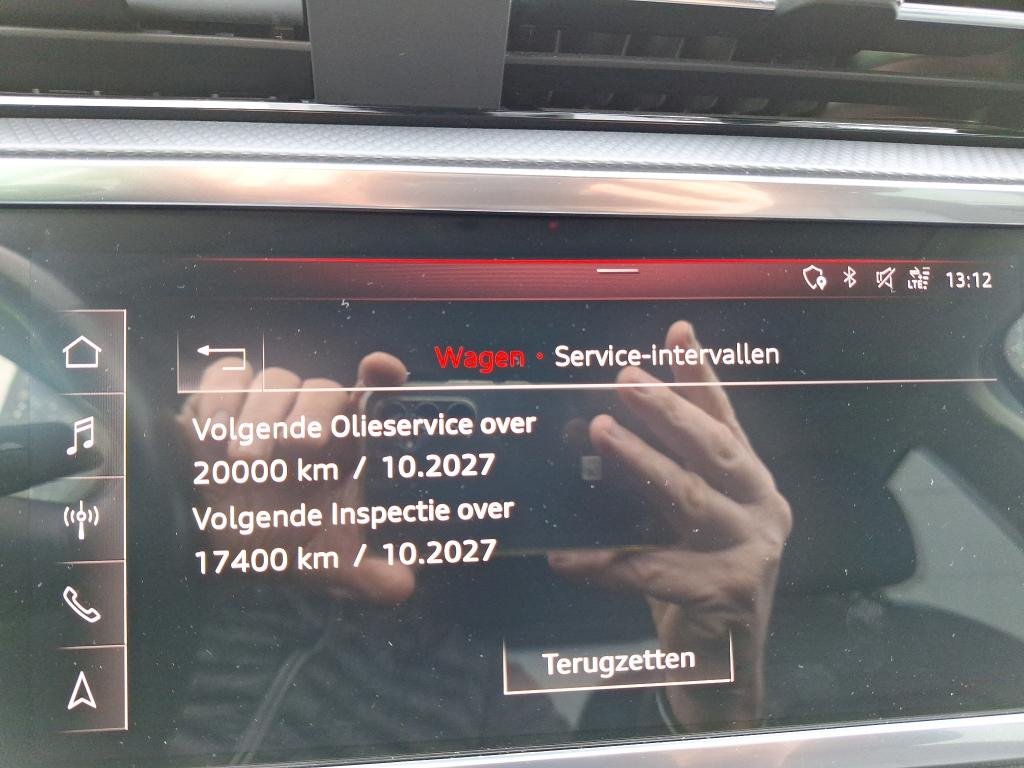 LTE 13:12
Wagen • Service-intervallen
Volgende Olieservice over
20000 km / 10.2027
Volgende Inspectie over
17400 km / 10.2027
Terugzetten